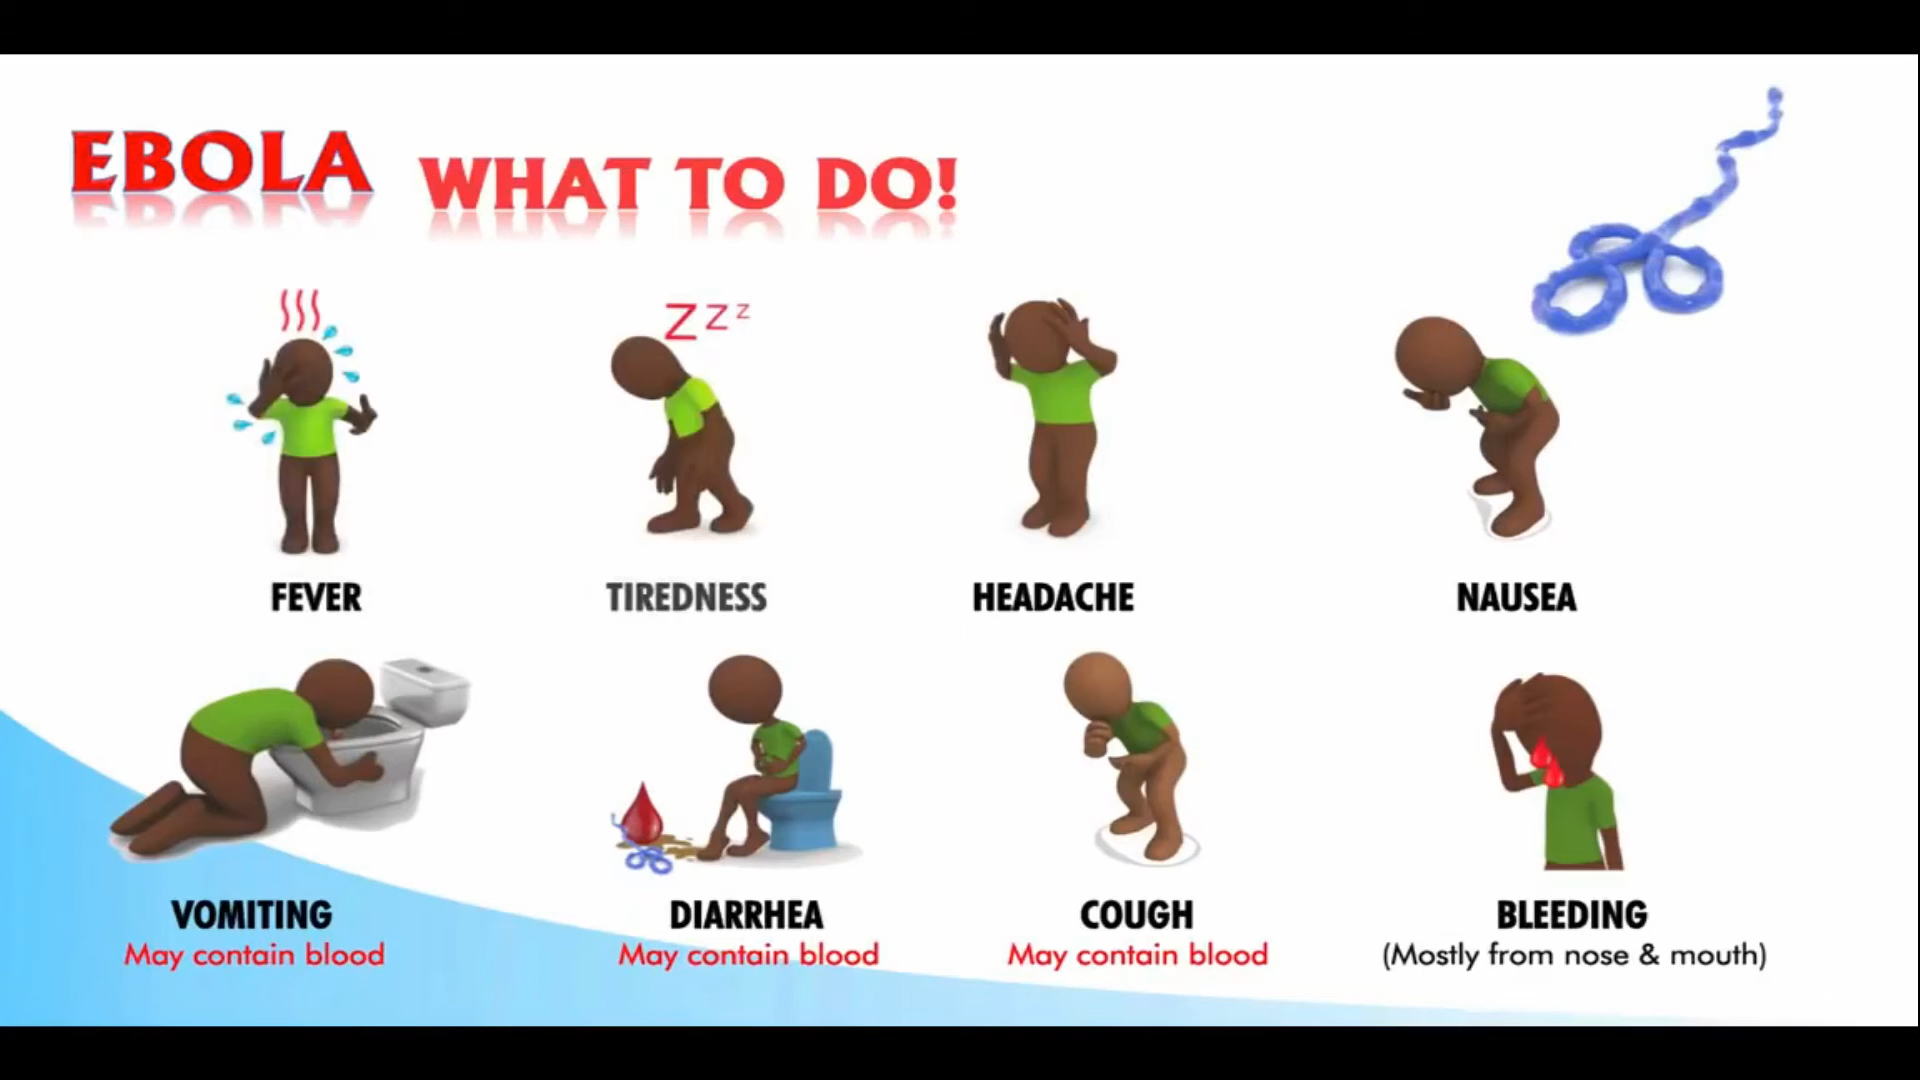 EBOLA WHAT TO DO!
Z Z Z
FEVER
TIREDNESS
HEADACHE
NAUSEA
VOMITING
May contain blood
DIARRHEA
May contain blood
COUGH
May contain blood
BLEEDING
(Mostly from nose & mouth)